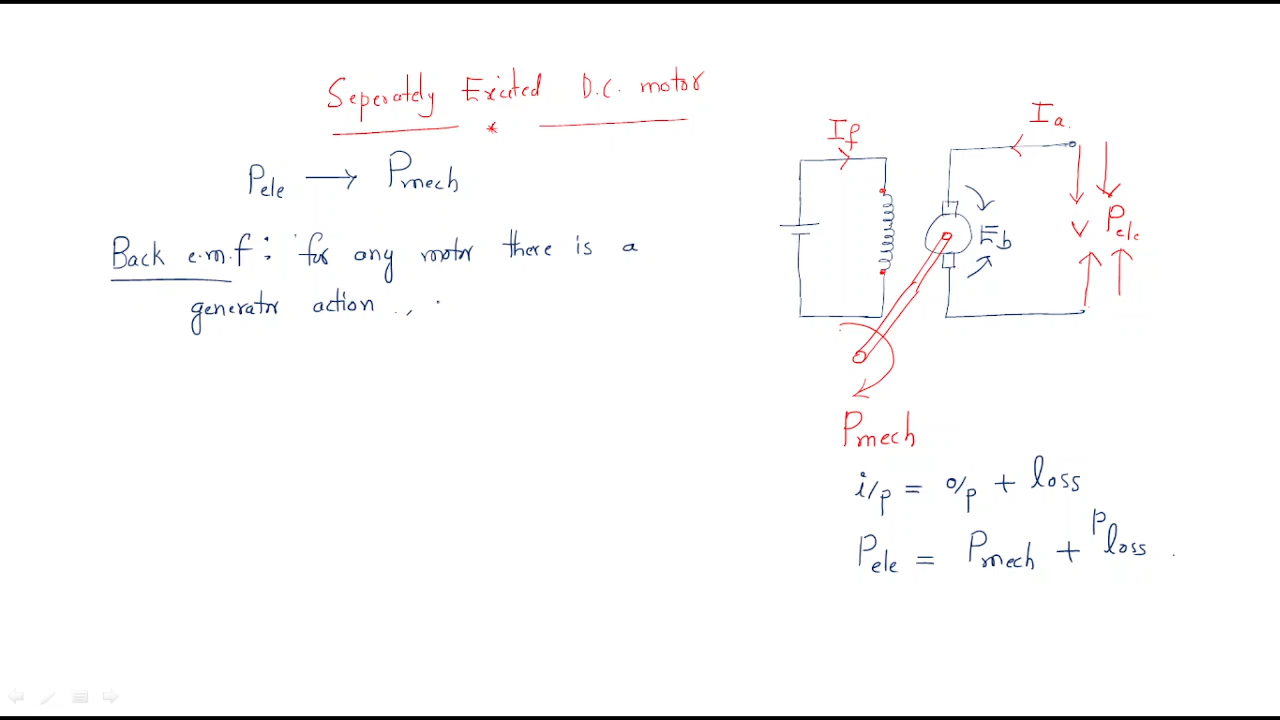 Seperately Excited D.C. motor
*
Pele → Pmech
Back e.m.f : for any motor there is a
generator action .,
If
Ia.
Eb
V
Pele
Pmech
i/p = o/p + loss
Pele = Pmech + Ploss